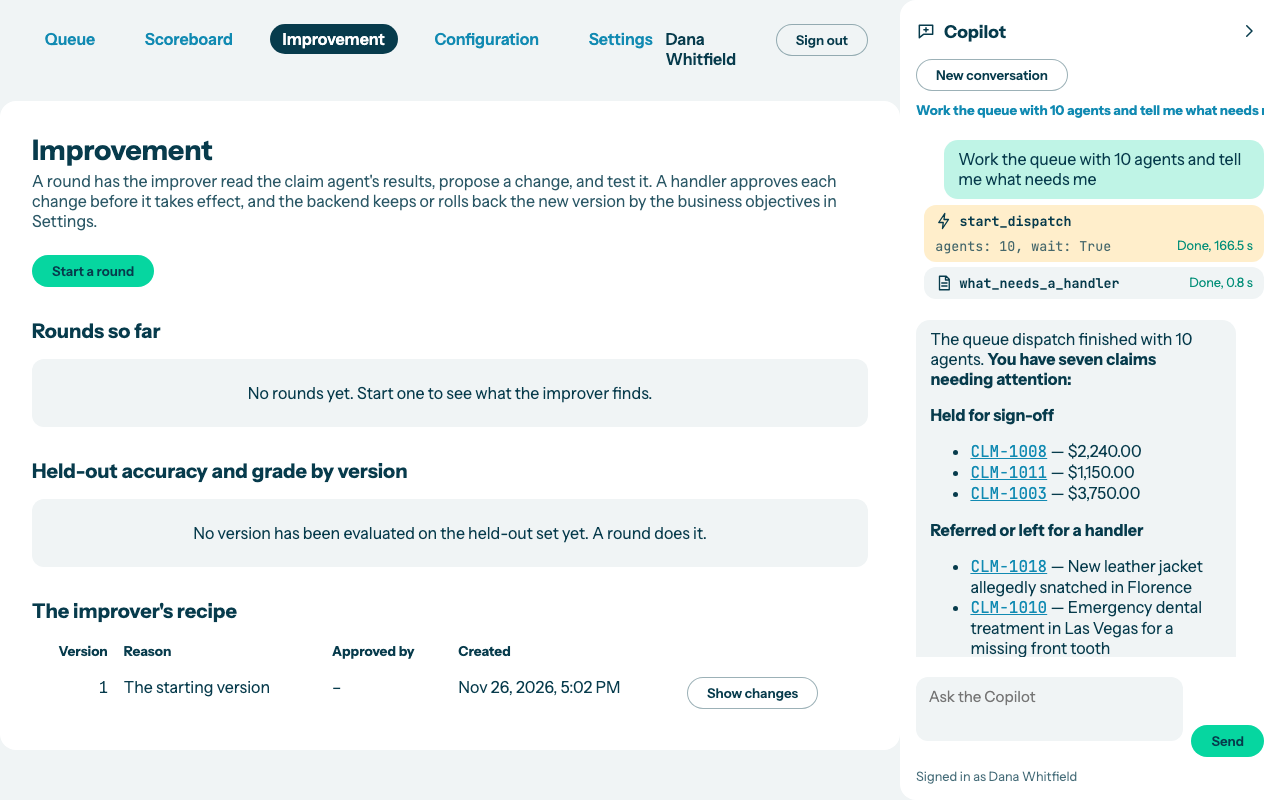 Queue
Scoreboard
Improvement
Configuration
Settings
Dana
Whitfield
Sign out
Improvement
A round has the improver read the claim agent's results, propose a change, and test it. A handler approves each
change before it takes effect, and the backend keeps or rolls back the new version by the business objectives in
Settings.
Start a round
Rounds so far
No rounds yet. Start one to see what the improver finds.
Held-out accuracy and grade by version
No version has been evaluated on the held-out set yet. A round does it.
The improver's recipe
Version Reason Approved by Created
1 The starting version – Nov 26, 2026, 5:02 PM Show changes
Copilot
New conversation
Work the queue with 10 agents and tell me what needs
Work the queue with 10 agents and tell
me what needs me
start_dispatch
agents: 10, wait: True Done, 166.5 s
what_needs_a_handler Done, 0.8 s
The queue dispatch finished with 10
agents. You have seven claims
needing attention:
Held for sign-off
• CLM-1008 — $2,240.00
• CLM-1011 — $1,150.00
• CLM-1003 — $3,750.00
Referred or left for a handler
• CLM-1018 — New leather jacket
allegedly snatched in Florence
• CLM-1010 — Emergency dental
treatment in Las Vegas for a
missing front tooth
Ask the Copilot
Send
Signed in as Dana Whitfield